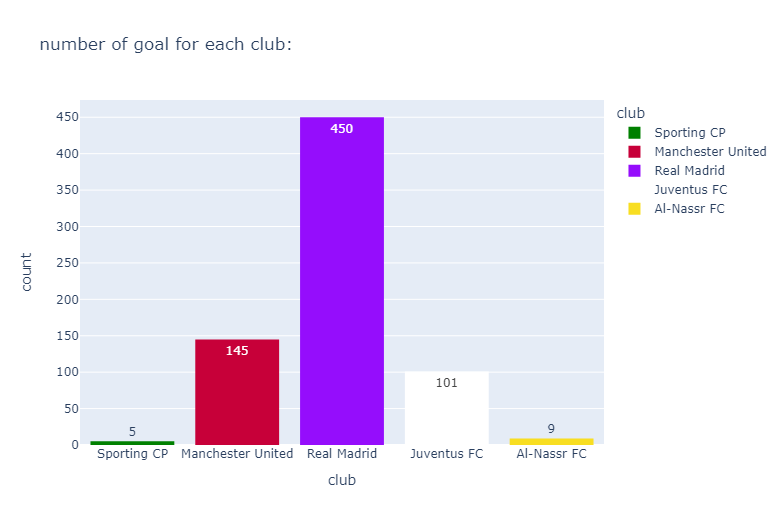 number of goal for each club:
club
Sporting CP
Manchester United
Real Madrid
Juventus FC
Al-Nassr FC
count
450
400
350
300
250
200
150
100
50
0
5
145
450
101
9
Sporting CP
Manchester United
Real Madrid
Juventus FC
Al-Nassr FC
club